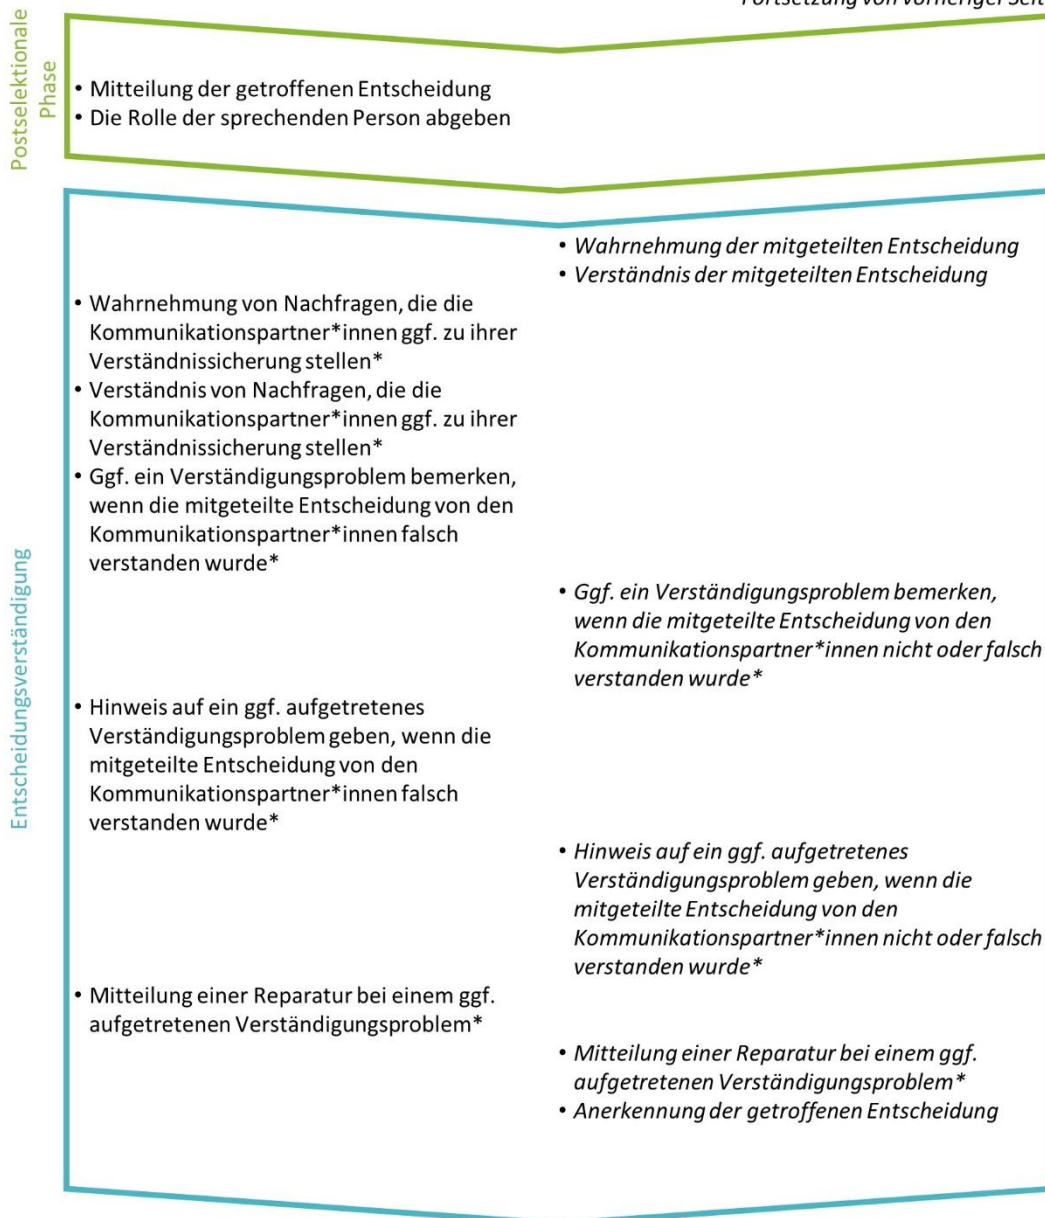 Fortsetzung von vorheriger Seit
Postselektionale
Phase
• Mitteilung der getroffenen Entscheidung
• Die Rolle der sprechenden Person abgeben
Entscheidungsverständigung
• Wahrnehmung der mitgeteilten Entscheidung
• Verständnis der mitgeteilten Entscheidung
• Wahrnehmung von Nachfragen, die die
Kommunikationspartner*innen ggf. zu ihrer
Verständnissicherung stellen*
• Verständnis von Nachfragen, die die
Kommunikationspartner*innen ggf. zu ihrer
Verständnissicherung stellen*
• Ggf. ein Verständigungsproblem bemerken,
wenn die mitgeteilte Entscheidung von den
Kommunikationspartner*innen falsch
verstanden wurde*
• Ggf. ein Verständigungsproblem bemerken,
wenn die mitgeteilte Entscheidung von den
Kommunikationspartner*innen nicht oder falsch
verstanden wurde*
• Hinweis auf ein ggf. aufgetretenes
Verständigungsproblem geben, wenn die
mitgeteilte Entscheidung von den
Kommunikationspartner*innen falsch
verstanden wurde*
• Hinweis auf ein ggf. aufgetretenes
Verständigungsproblem geben, wenn die
mitgeteilte Entscheidung von den
Kommunikationspartner*innen nicht oder falsch
verstanden wurde*
• Mitteilung einer Reparatur bei einem ggf.
aufgetretenen Verständigungsproblem*
• Mitteilung einer Reparatur bei einem ggf.
aufgetretenen Verständigungsproblem*
• Anerkennung der getroffenen Entscheidung